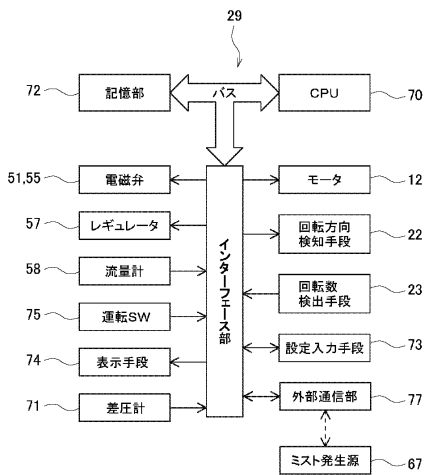 29
72
記憶部
バス
CPU
70
51,55
電磁弁
モータ
12
57
レギュレータ
回転方向
検知手段
22
58
流量計
インターフェース部
回転数
検出手段
23
75
運転SW
設定入力手段
73
74
表示手段
外部通信部
77
71
差圧計
ミスト発生源
67